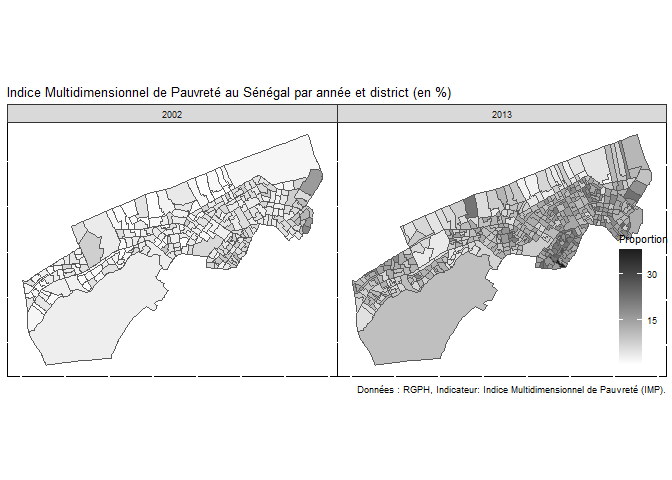 Indice Multidimensionnel de Pauvreté au Sénégal par année et district (en %)
2002
2013
Proportion
30
15
Données : RGPH, Indicateur: Indice Multidimensionnel de Pauvreté (IMP).